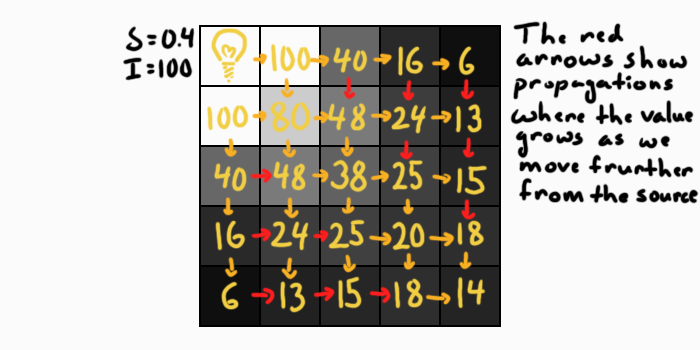 S=0.4
I=100
100 40 16 6
100 80 48 24 13
40 48 38 25 15
16 24 25 20 18
6 13 15 18 14
The red
arrows show
propagations
where the value
grows as we
move frurther
from the source